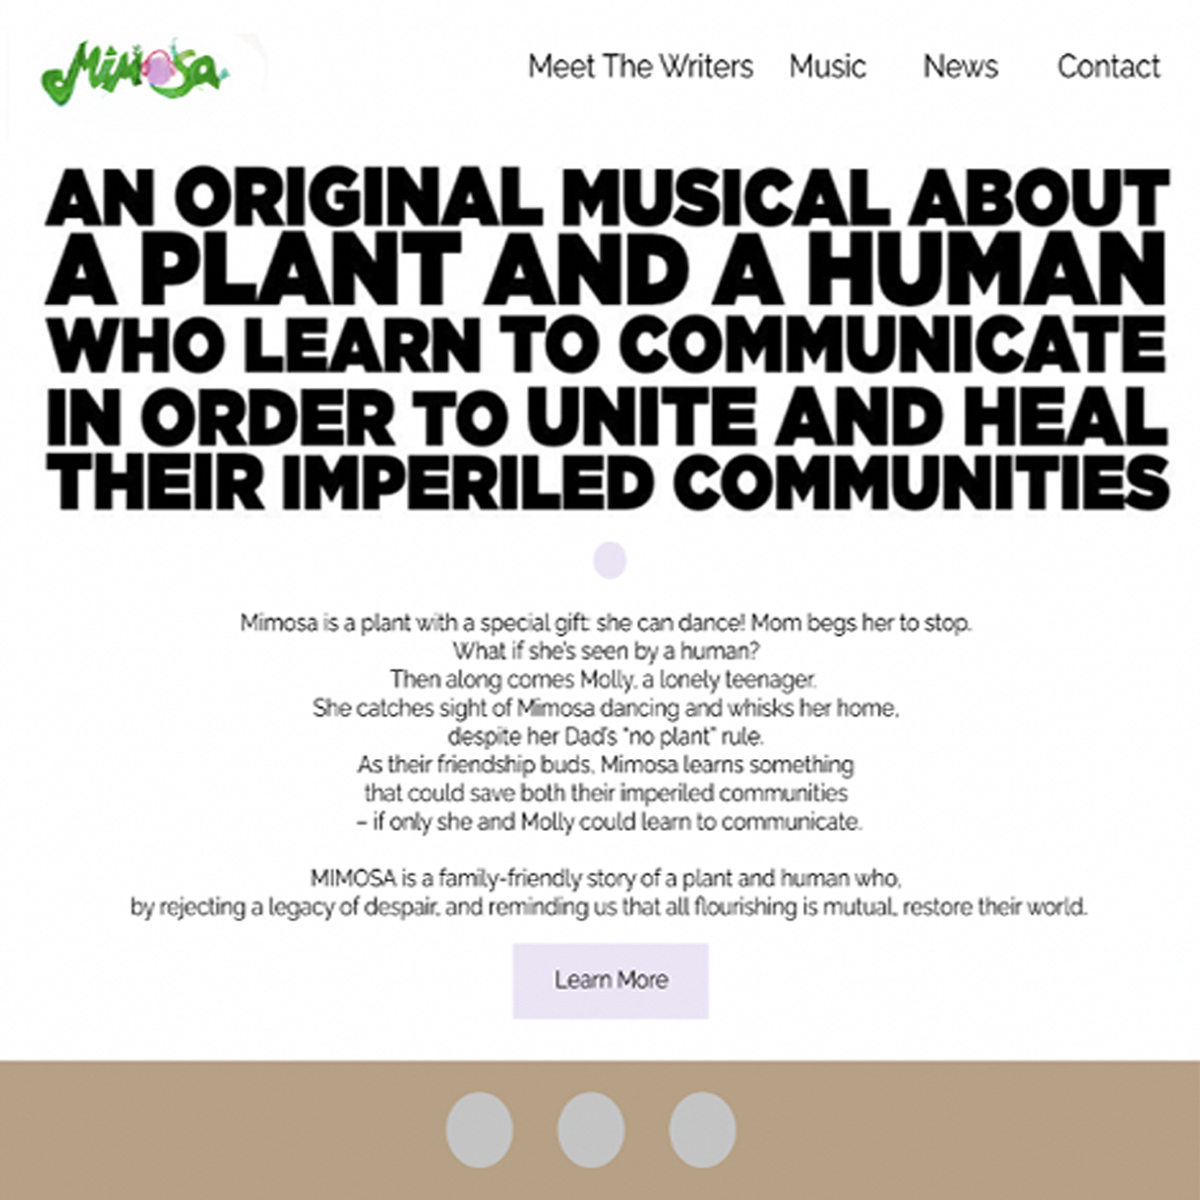 Mimosa
Meet The Writers Music News Contact
AN ORIGINAL MUSICAL ABOUT
A PLANT AND A HUMAN
WHO LEARN TO COMMUNICATE
IN ORDER TO UNITE AND HEAL
THEIR IMPERILED COMMUNITIES
Mimosa is a plant with a special gift: she can dance! Mom begs her to stop.
What if she's seen by a human?
Then along comes Molly, a lonely teenager.
She catches sight of Mimosa dancing and whisks her home,
despite her Dad's "no plant" rule.
As their friendship buds, Mimosa learns something
that could save both their imperiled communities
– if only she and Molly could learn to communicate.
MIMOSA is a family-friendly story of a plant and human who,
by rejecting a legacy of despair, and reminding us that all flourishing is mutual, restore their world.
Learn More